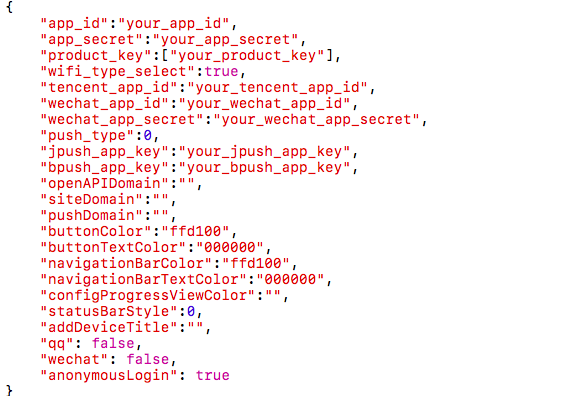 {
"app_id":"your_app_id",
"app_secret":"your_app_secret",
"product_key":["your_product_key"],
"wifi_type_select":true,
"tencent_app_id":"your_tencent_app_id",
"wechat_app_id":"your_wechat_app_id",
"wechat_app_secret":"your_wechat_app_secret",
"push_type":0,
"jpush_app_key":"your_jpush_app_key",
"bpush_app_key":"your_bpush_app_key",
"openAPIDomain":"",
"siteDomain":"",
"pushDomain":"",
"buttonColor":"ffd100",
"buttonTextColor":"000000",
"navigationBarColor":"ffd100",
"navigationBarTextColor":"000000",
"configProgressViewColor":"",
"statusBarStyle":0,
"addDeviceTitle":"",
"qq": false,
"wechat": false,
"anonymousLogin": true
}